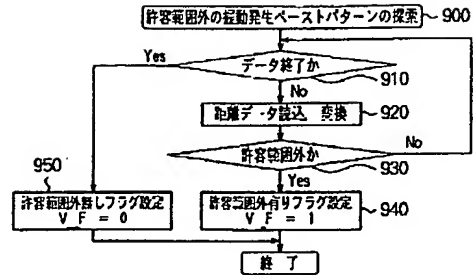 許容範囲外の振動発生ペーストパターンの探索
900
Yes
データ終了か
910
No
距離データ読込 変換
920
No
許容範囲外か
930
950
Yes
許容範囲外無しフラグ設定
VF = 0
許容範囲外有りフラグ設定
VF = 1
940
終了